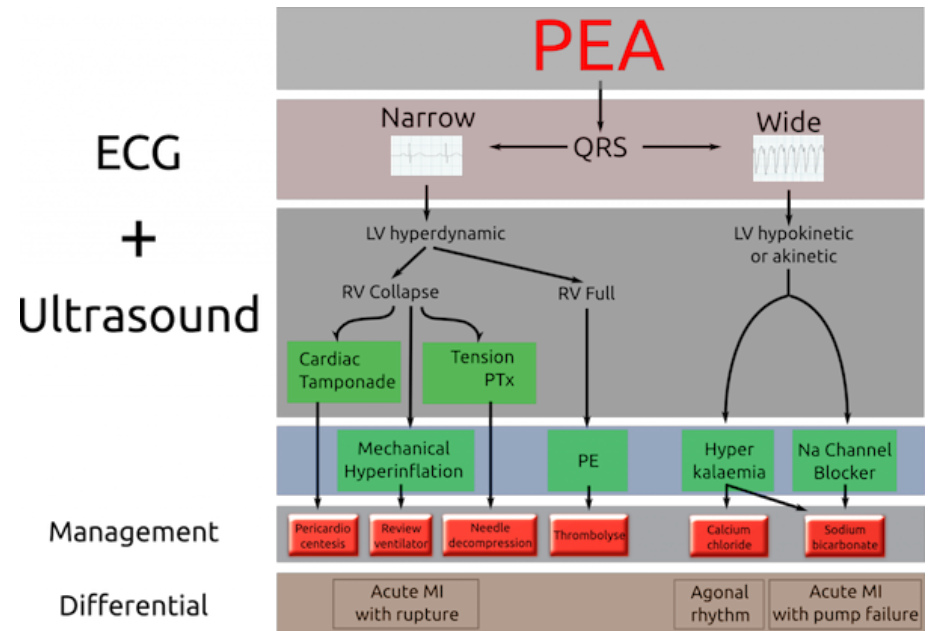 PEA
ECG
+
Ultrasound
Narrow
QRS
Wide
LV hyperdynamic
LV hypokinetic
or akinetic
RV Collapse
RV Full
Cardiac
Tamponade
Tension
PTx
Mechanical
Hyperinflation
PE
Hyper
kalaemia
Na Channel
Blocker
Management
Pericardio
centesis
Review
ventilator
Needle
decompression
Thrombolyse
Calcium
chloride
Sodium
bicarbonate
Differential
Acute MI
with rupture
Agonal
rhythm
Acute MI
with pump failure